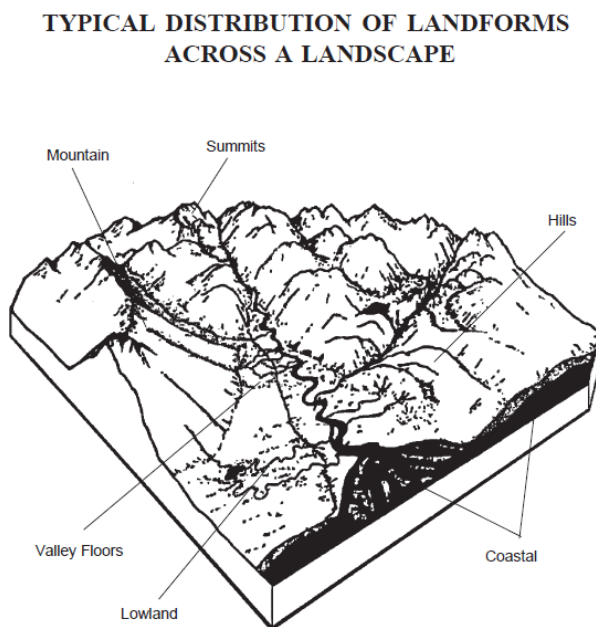 TYPICAL DISTRIBUTION OF LANDFORMS
ACROSS A LANDSCAPE
Summits
Mountain
Hills
Valley Floors
Coastal
Lowland